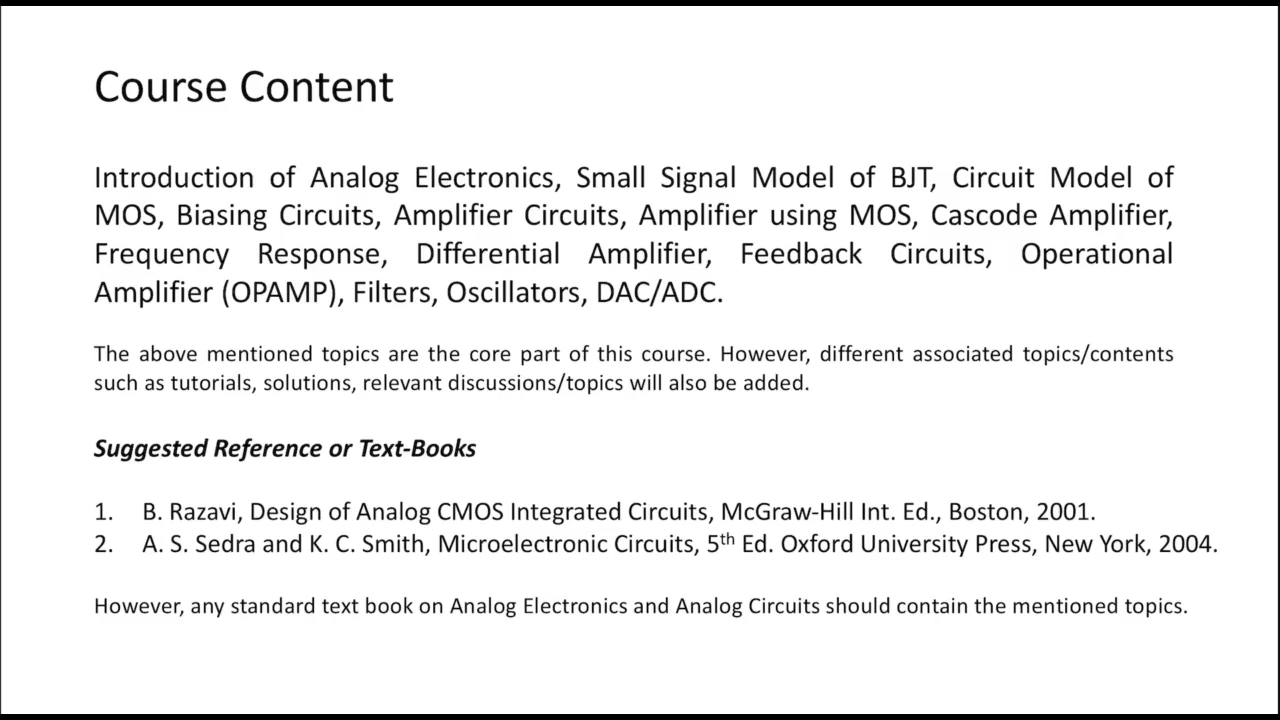 Course Content
Introduction of Analog Electronics, Small Signal Model of BJT, Circuit Model of
MOS, Biasing Circuits, Amplifier Circuits, Amplifier using MOS, Cascode Amplifier,
Frequency Response, Differential Amplifier, Feedback Circuits, Operational
Amplifier (OPAMP), Filters, Oscillators, DAC/ADC.
The above mentioned topics are the core part of this course. However, different associated topics/contents
such as tutorials, solutions, relevant discussions/topics will also be added.
Suggested Reference or Text-Books
1. B. Razavi, Design of Analog CMOS Integrated Circuits, McGraw-Hill Int. Ed., Boston, 2001.
2. A. S. Sedra and K. C. Smith, Microelectronic Circuits, 5th Ed. Oxford University Press, New York, 2004.
However, any standard text book on Analog Electronics and Analog Circuits should contain the mentioned topics.